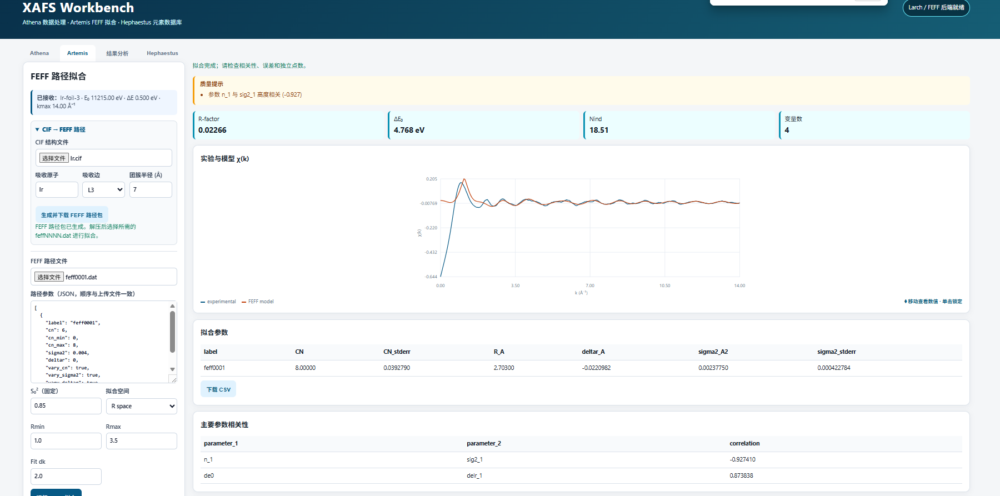 XAFS Workbench
Athena 数据处理 · Artemis FEFF 拟合 · Hephaestus 元素数据库
Larch / FEFF 后端就绪
Athena
Artemis
结果分析
Hephaestus
FEFF 路径拟合
已接收：Ir-foil-3 · E₀ 11215.00 eV · ΔE 0.500 eV ·
kmax 14.00 Å⁻¹
▼ CIF → FEFF 路径
CIF 结构文件
选择文件 Ir.cif
吸收原子 吸收边 团簇半径 (Å)
Ir L3 7
生成并下载 FEFF 路径包
FEFF 路径包已生成。解压后选择所需的
feffNNNN.dat 进行拟合。
FEFF 路径文件
选择文件 feff0001.dat
路径参数（JSON，顺序与上传文件一致）
[
{
"label": "feff0001",
"cn": 6,
"cn_min": 0,
"cn_max": 8,
"sigma2": 0.004,
"deltar": 0,
"vary_cn": true,
"vary_sigma2": true,
"vary_deltar": true
S₀²（固定） 拟合空间
0.85 R space
Rmin Rmax
1.0 3.5
Fit dk
2.0
拟合完成；请检查相关性、误差和独立点数。
质量提示
• 参数 n_1 与 sig2_1 高度相关 (-0.927)
R-factor
0.02266
ΔE₀
4.768 eV
Nind
18.51
变量数
4
实验与模型 χ(k)
0.205
-0.00769
-0.220
-0.432
-0.644
χ(k)
0.00 3.50 7.00 10.50 14.00
k (Å⁻¹)
experimental FEFF model
移动查看数值 · 单击锁定
拟合参数
label CN CN_stderr R_A deltar_A sigma2_A2 sigma2_stderr
feff0001 8.00000 0.0392790 2.70300 -0.0220982 0.00237750 0.000422784
下载 CSV
主要参数相关性
parameter_1 parameter_2 correlation
n_1 sig2_1 -0.927410
de0 delr_1 0.873838